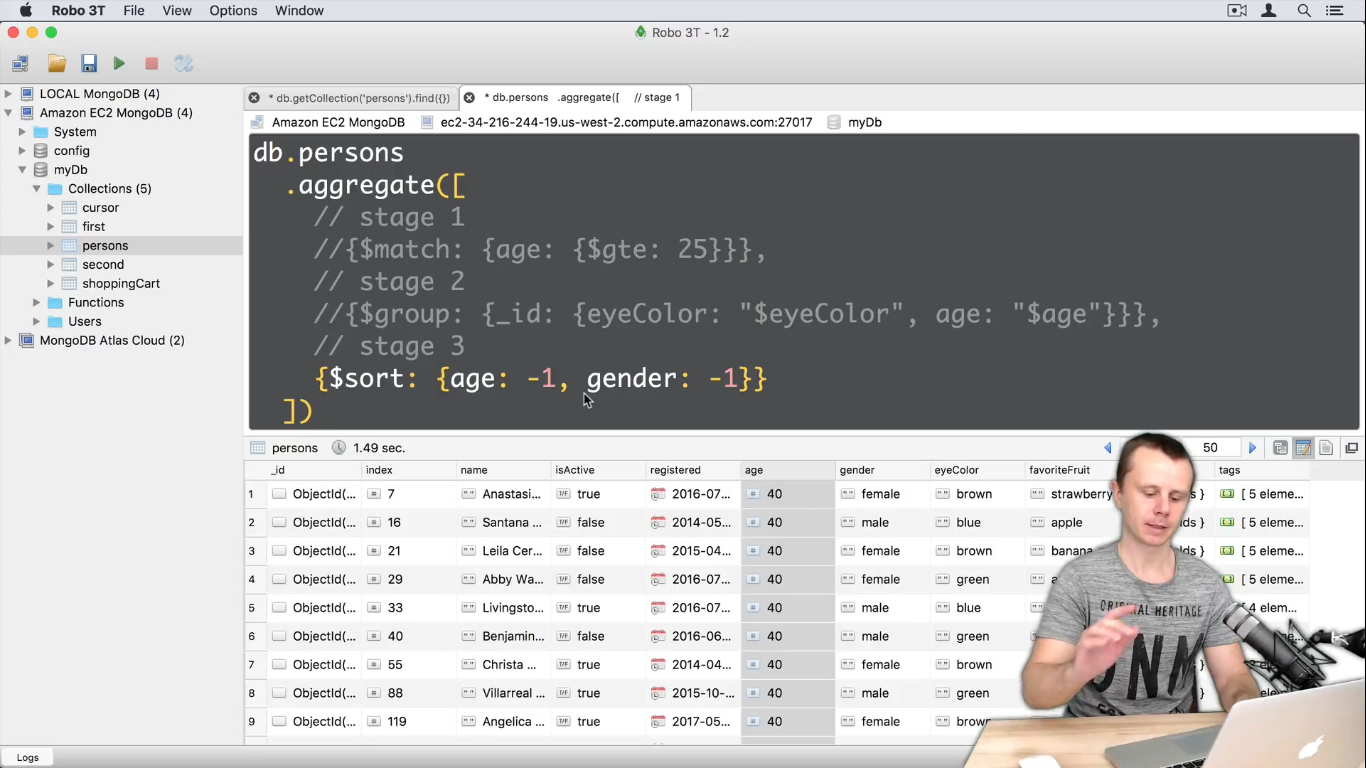 Robo 3T File View Options Window
Robo 3T - 1.2
LOCAL MongoDB (4)
Amazon EC2 MongoDB (4)
System
config
myDb
Collections (5)
cursor
first
persons
second
shoppingCart
Functions
Users
MongoDB Atlas Cloud (2)
* db.getCollection('persons').find({}) * db.persons .aggregate([ // stage 1
Amazon EC2 MongoDB ec2-34-216-244-19.us-west-2.compute.amazonaws.com:27017 myDb
db.persons
.aggregate([
// stage 1
//{$match: {age: {$gte: 25}}},
// stage 2
//{$group: {_id: {eyeColor: "$eyeColor", age: "$age"}}},
// stage 3
{$sort: {age: -1, gender: -1}}
])
persons 1.49 sec. 50
_id index name isActive registered age gender eyeColor favoriteFruit tags
1 ObjectId(... 7 Anastasi... true 2016-07... 40 female brown strawberry } [ 5 eleme...
2 ObjectId(... 16 Santana ... false 2014-05... 40 male blue apple lds } [ 5 eleme...
3 ObjectId(... 21 Leila Cer... false 2015-04... 40 female brown banana elds } [ 5 eleme...
4 ObjectId(... 29 Abby Wa... false 2016-07... 40 female green [ 5 eleme...
5 ObjectId(... 33 Livingsto... true 2016-07... 40 male blue [ 4 elem...
6 ObjectId(... 40 Benjamin... false 2016-06... 40 male green
7 ObjectId(... 55 Christa ... true 2014-04... 40 female brown
8 ObjectId(... 88 Villarreal ... true 2015-10-... 40 male green
9 ObjectId(... 119 Angelica ... true 2017-05... 40 female brown
ORIGINAL HERITAGE
Logs